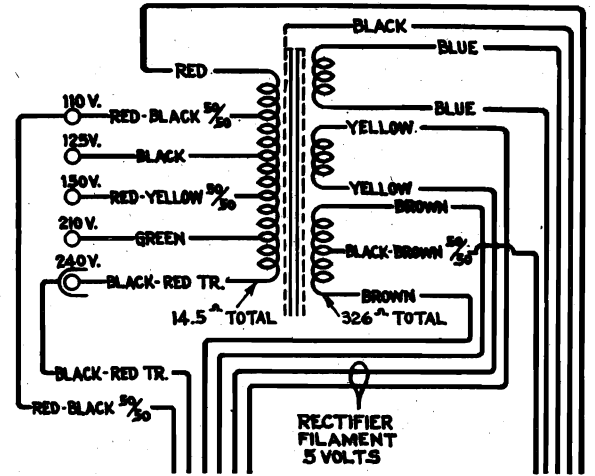 BLACK
BLUE
RED
110 V.
RED-BLACK 50/50
BLUE
125V.
BLACK
YELLOW
150V.
RED-YELLOW 50/50
YELLOW
BROWN
210V.
GREEN
BLACK-BROWN 50/50
240V.
BLACK-RED TR.
BROWN
14.5 Ω TOTAL
326 Ω TOTAL
BLACK-RED TR.
RED-BLACK 50/50
RECTIFIER
FILAMENT
5 VOLTS